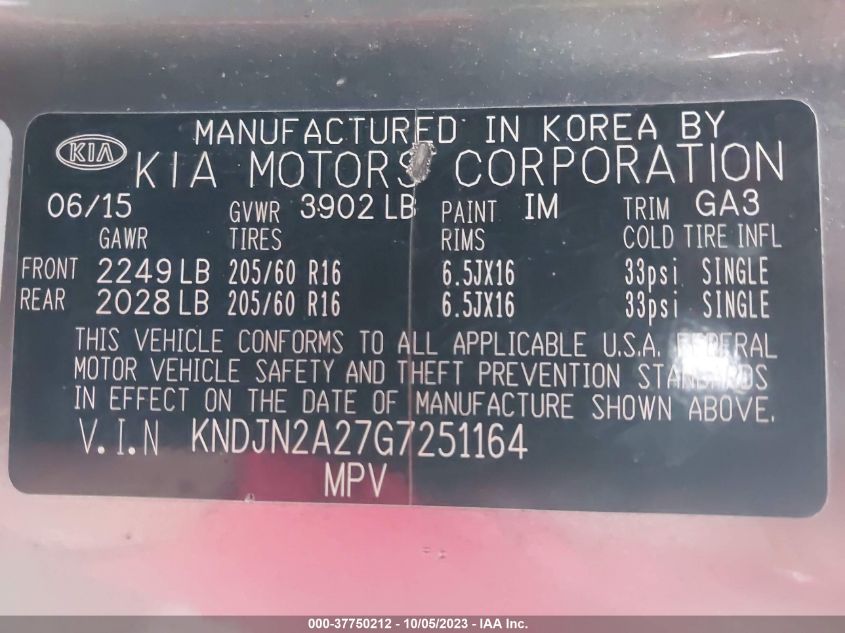 MANUFACTURED IN KOREA BY
KIA KIA MOTORS CORPORATION
06/15 GVWR 3902 LB PAINT IM TRIM GA3
GAWR TIRES RIMS COLD TIRE INFL
FRONT 2249 LB 205/60 R16 6.5JX16 33psi SINGLE
REAR 2028 LB 205/60 R16 6.5JX16 33psi SINGLE
THIS VEHICLE CONFORMS TO ALL APPLICABLE U.S.A. FEDERAL
MOTOR VEHICLE SAFETY AND THEFT PREVENTION STANDARDS
IN EFFECT ON THE DATE OF MANUFACTURE SHOWN ABOVE.
V.I.N KNDJN2A27G7251164
MPV
000-37750212 - 10/05/2023 - IAA Inc.